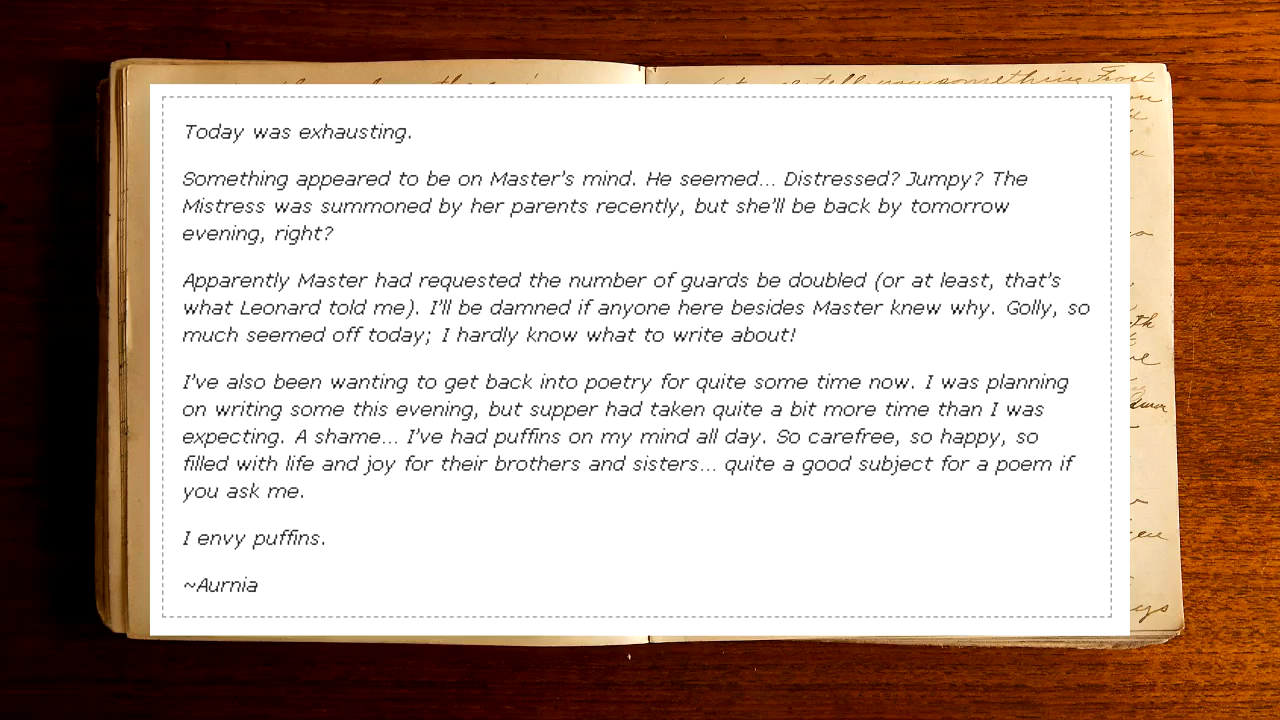 Today was exhausting.
Something appeared to be on Master's mind. He seemed... Distressed? Jumpy? The
Mistress was summoned by her parents recently, but she'll be back by tomorrow
evening, right?
Apparently Master had requested the number of guards be doubled (or at least, that's
what Leonard told me). I'll be damned if anyone here besides Master knew why. Golly, so
much seemed off today; I hardly know what to write about!
I've also been wanting to get back into poetry for quite some time now. I was planning
on writing some this evening, but supper had taken quite a bit more time than I was
expecting. A shame... I've had puffins on my mind all day. So carefree, so happy, so
filled with life and joy for their brothers and sisters... quite a good subject for a poem if
you ask me.
I envy puffins.
~Aurnia